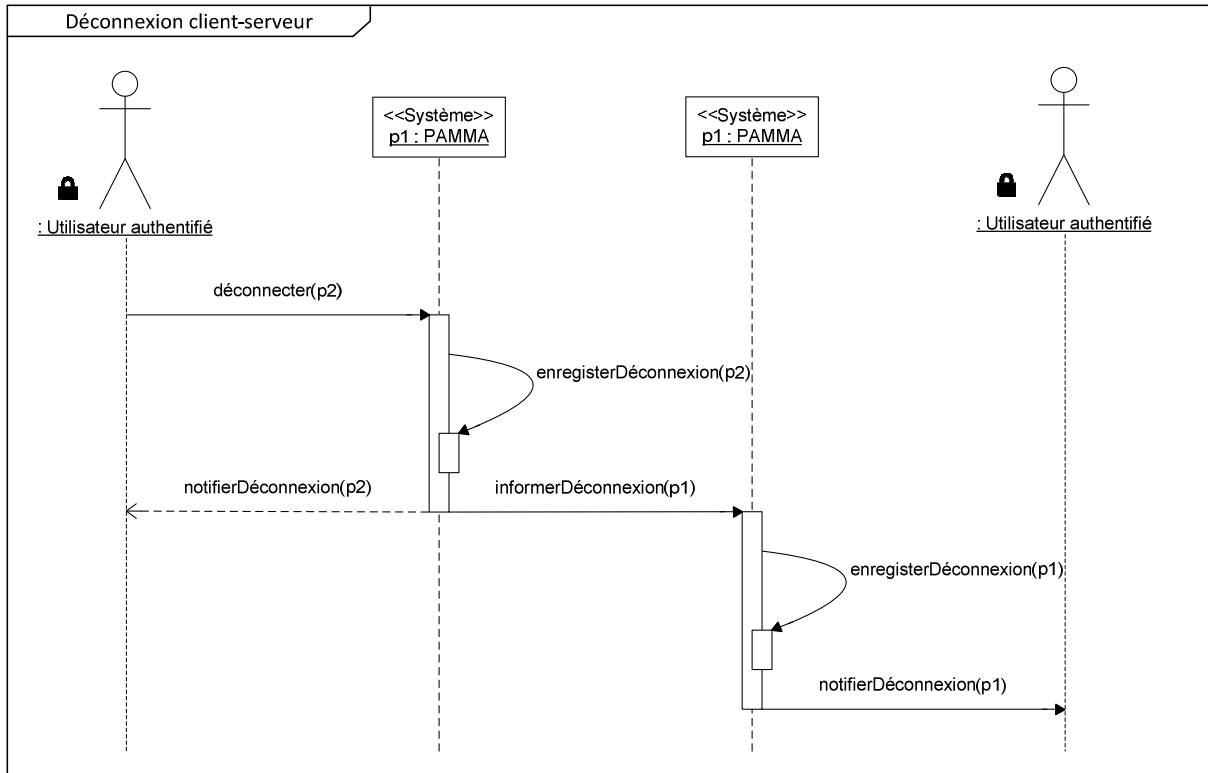 Déconnexion client-serveur
<<Système>>
p1 : PAMMA
<<Système>>
p1 : PAMMA
: Utilisateur authentifié
: Utilisateur authentifié
déconnecter(p2)
enregisterDéconnexion(p2)
notifierDéconnexion(p2)
informerDéconnexion(p1)
enregisterDéconnexion(p1)
notifierDéconnexion(p1)